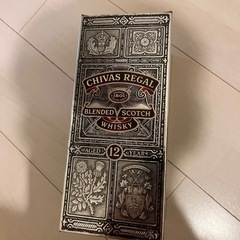 CHIVAS REGAL
1801
BLENDED SCOTCH
WHISKY
AGED 12 YEARS